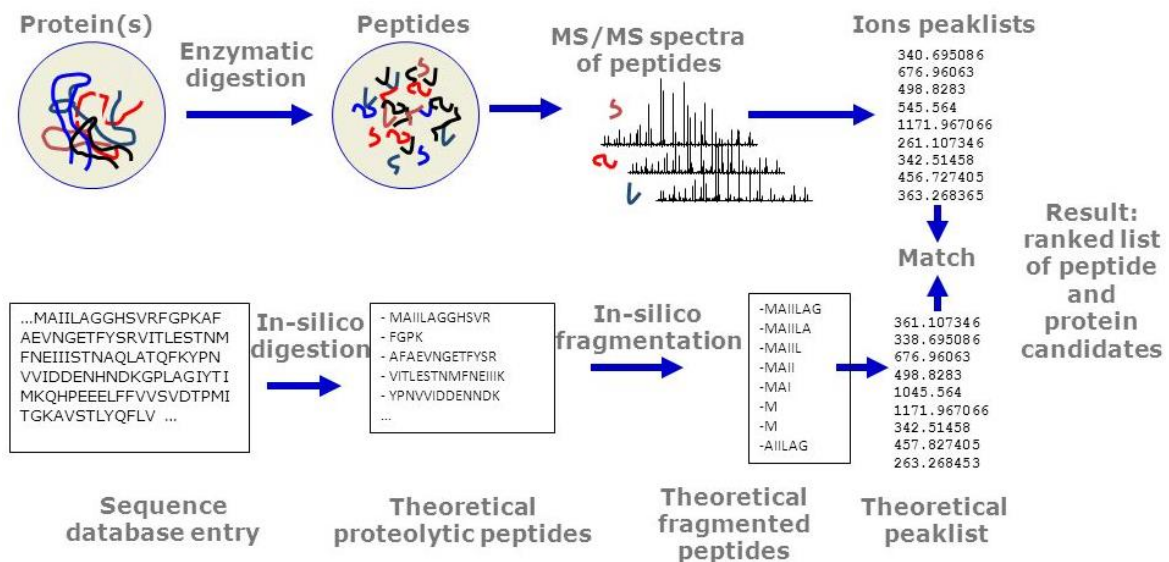 Protein(s)
Enzymatic
digestion
Peptides
MS/MS spectra
of peptides
Ions peaklists
340.695086
676.96063
498.8283
545.564
1171.967066
261.107346
342.51458
456.727405
363.268365
Match
Result:
ranked list
of peptide
and
protein
candidates
...MAIILAGGHSVRFGPKAF
AEVNGETFYSRVITLESTNM
FNEIIISTNAQLATQFKYPN
VVIDDENHNDKGPLAGIYTI
MKQHPEEELFFVVSVDTPMI
TGKAVSTLYQFLV ...
In-silico
digestion
- MAIILAGGHSVR
- FGPK
- AFAEVNGETFYSR
- VITLESTNMFNEIIIK
- YPNVVIDDENNDK
...
In-silico
fragmentation
-MAIILAG
-MAIILA
-MAIIL
-MAII
-MAI
-M
-M
-AIILAG
361.107346
338.695086
676.96063
498.8283
1045.564
1171.967066
342.51458
457.827405
263.268453
Sequence
database entry
Theoretical
proteolytic peptides
Theoretical
fragmented
peptides
Theoretical
peaklist